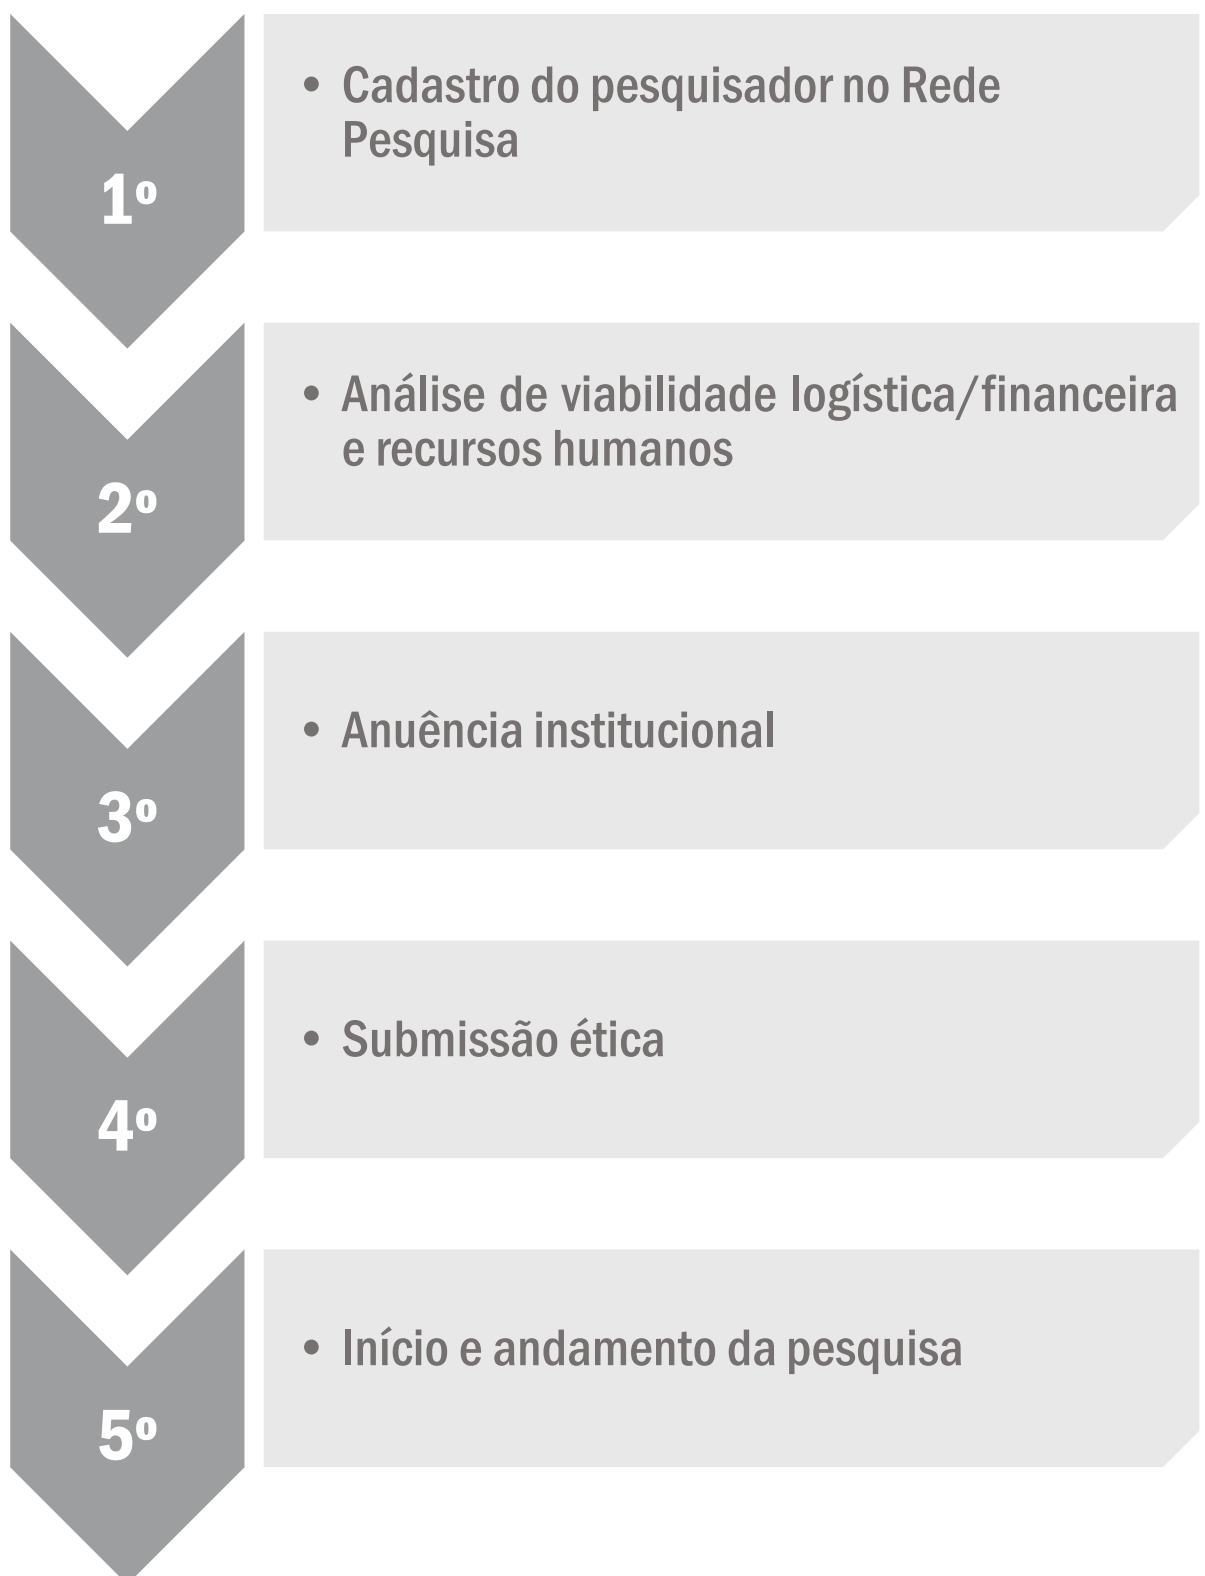 1º
• Cadastro do pesquisador no Rede
Pesquisa
2º
• Análise de viabilidade logística/financeira
e recursos humanos
3º
• Anuência institucional
4º
• Submissão ética
5º
• Início e andamento da pesquisa